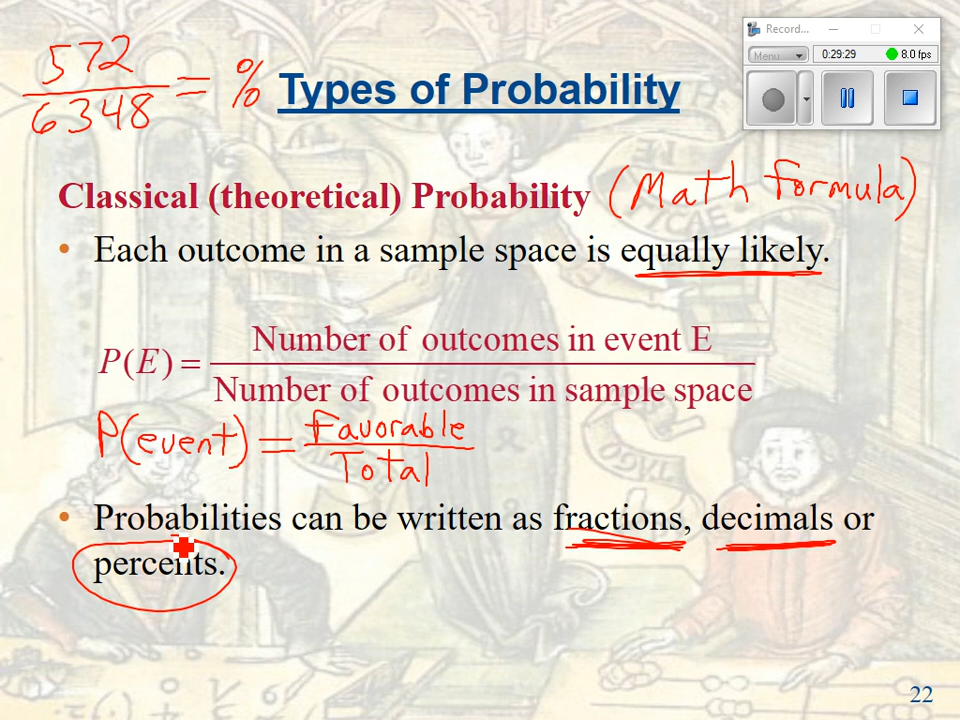 572
6348 = %
Types of Probability
Record...
Menu
0:29:29
8.0 fps
Classical (theoretical) Probability (Math formula)
• Each outcome in a sample space is equally likely.
P(E) = Number of outcomes in event E
Number of outcomes in sample space
P(event) = Favorable
Total
• Probabilities can be written as fractions, decimals or
percents.
22